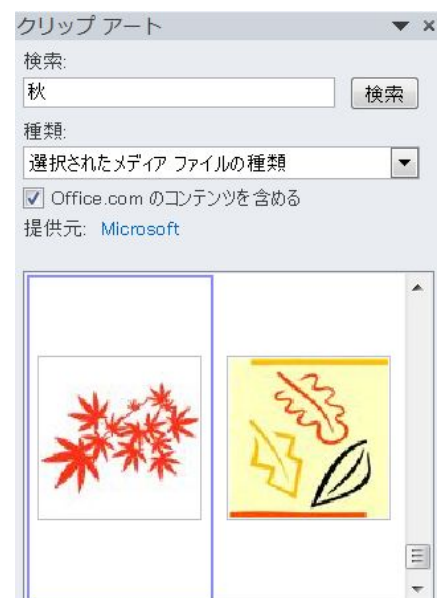 クリップ アート
検索:
秋
検索
種類:
選択されたメディア ファイルの種類
Office.com のコンテンツを含める
提供元: Microsoft